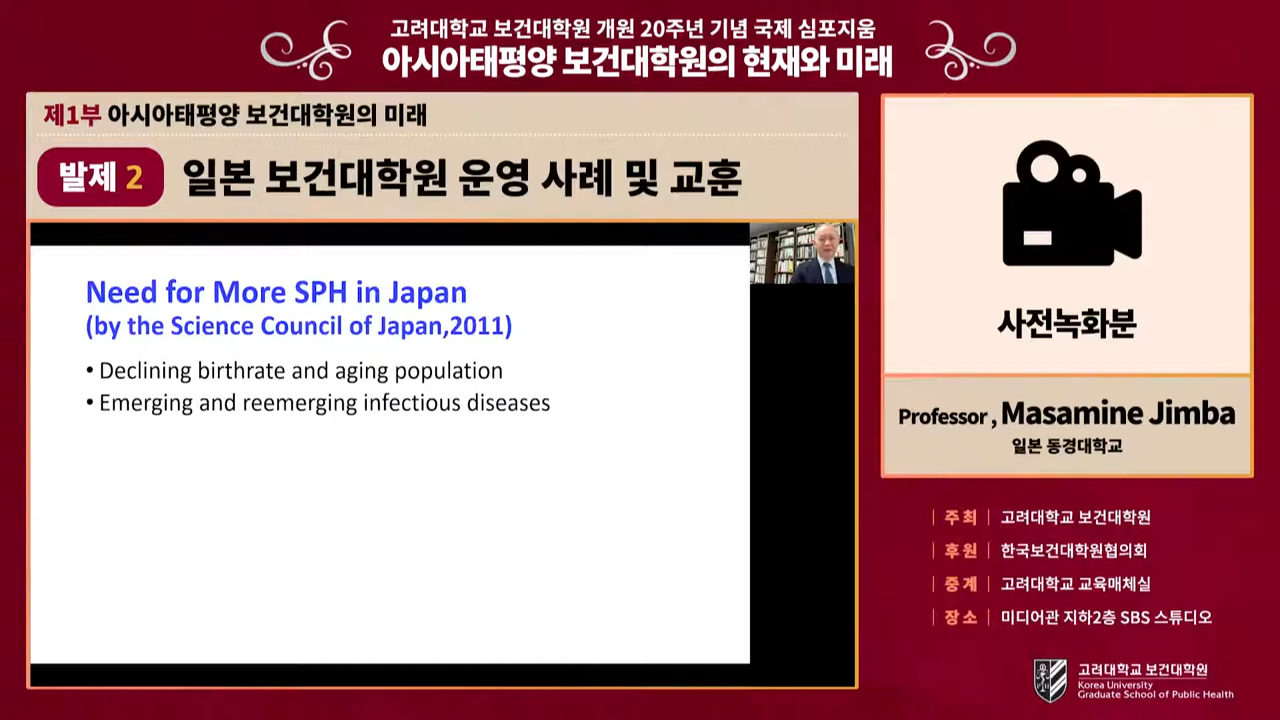 고려대학교 보건대학원 개원 20주년 기념 국제 심포지움
아시아태평양 보건대학원의 현재와 미래
제1부 아시아태평양 보건대학원의 미래
발제 2 일본 보건대학원 운영 사례 및 교훈
Need for More SPH in Japan
(by the Science Council of Japan,2011)
• Declining birthrate and aging population
• Emerging and reemerging infectious diseases
사전녹화분
Professor , Masamine Jimba
일본 동경대학교
주최 고려대학교 보건대학원
후원 한국보건대학원협의회
중계 고려대학교 교육매체실
장소 미디어관 지하2층 SBS 스튜디오
고려대학교 보건대학원
Korea University
Graduate School of Public Health